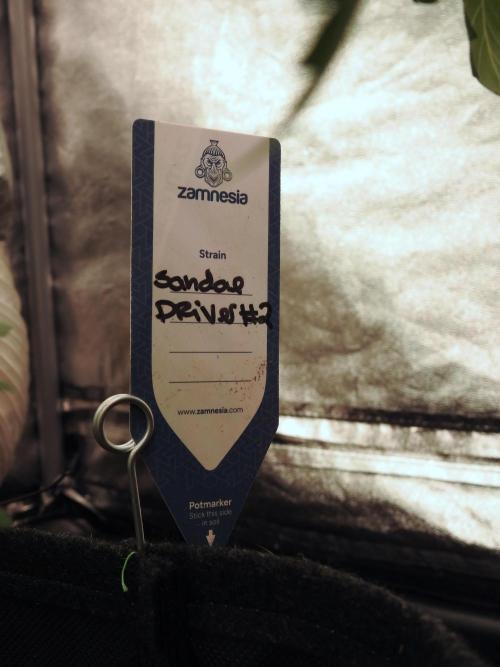 zamnesia
Strain
Sandae
DRiVer #2
www.zamnesia.com
Potmarker
Stick this side
in soil